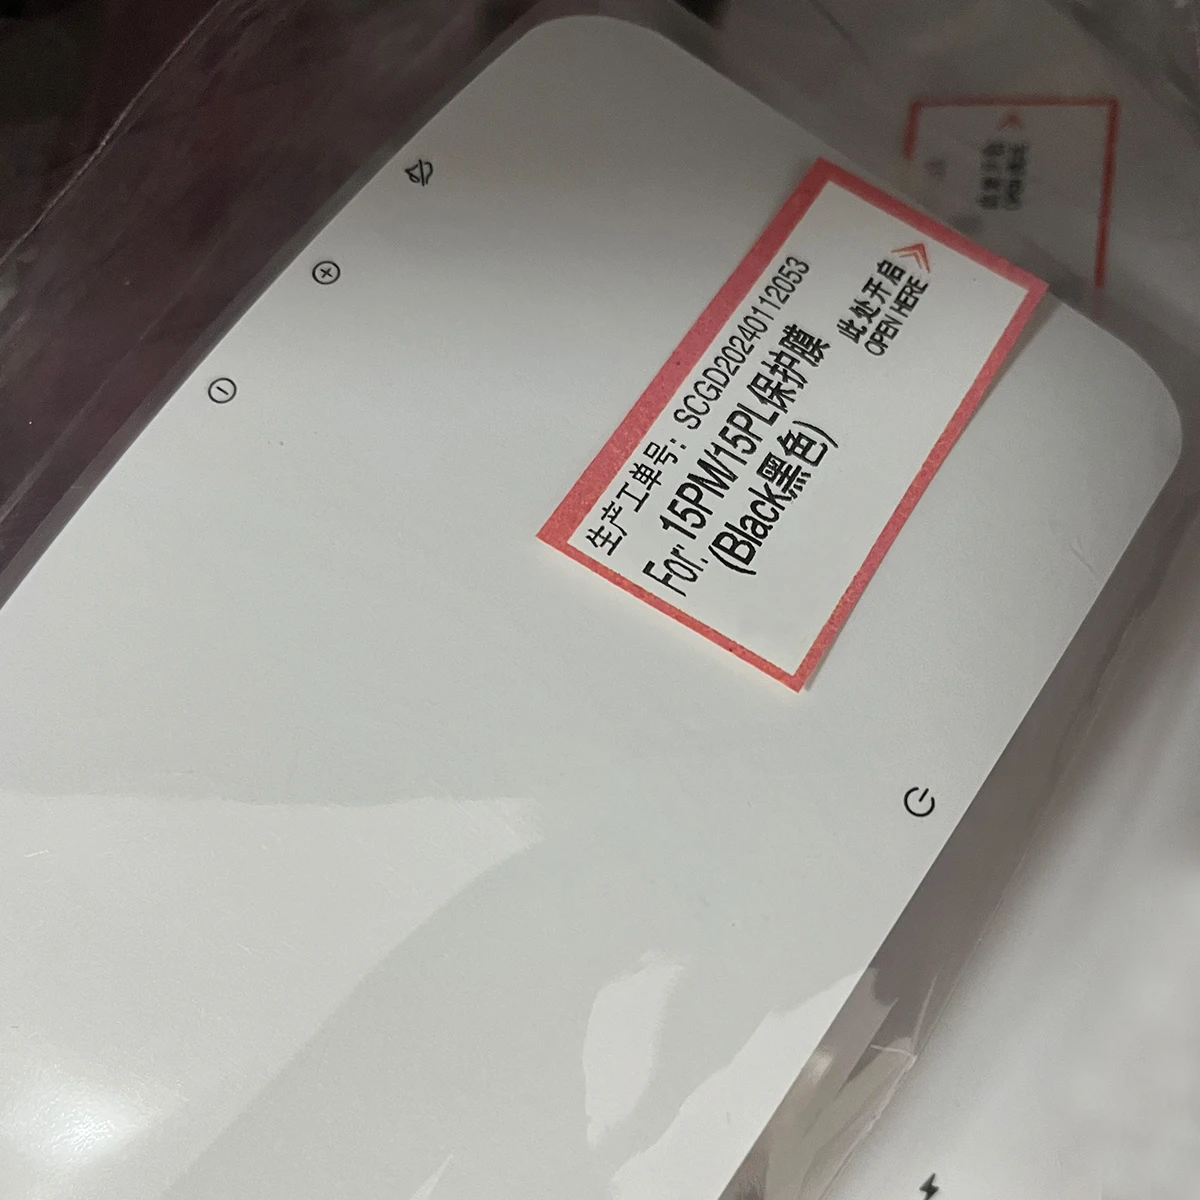 生产工单号：SCGD20240112053
For: 15PM/15PL保护膜
(Black黑色)
此处开启
OPEN HERE